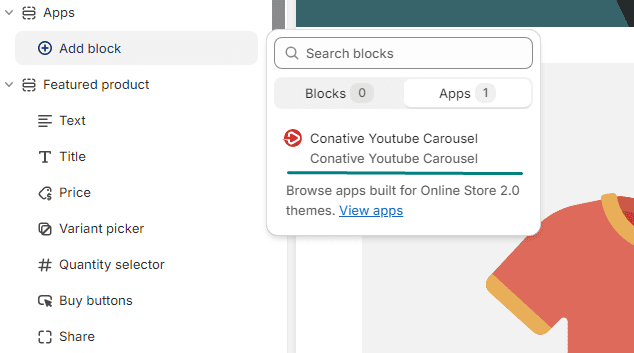 Apps
Add block
Featured product
Text
Title
Price
Variant picker
Quantity selector
Buy buttons
Share
Search blocks
Blocks 0 Apps 1
Conative Youtube Carousel
Conative Youtube Carousel
Browse apps built for Online Store 2.0
themes. View apps